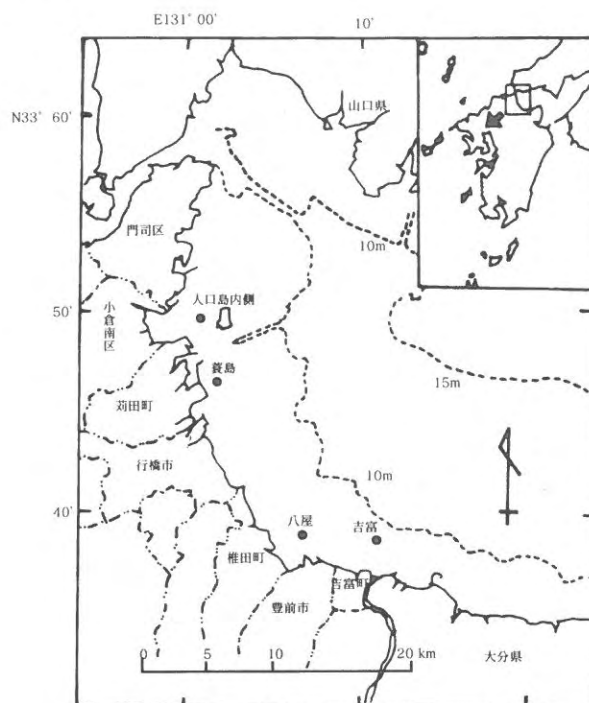 E131° 00′
10′
N33° 60′
山口県
10m
門司区
50′
人口島内側
小倉南区
15m
蓑島
苅田町
行橋市
10m
40′
八屋
吉富
椎田町
吉富町
豊前市
大分県
0 5 10 20 km